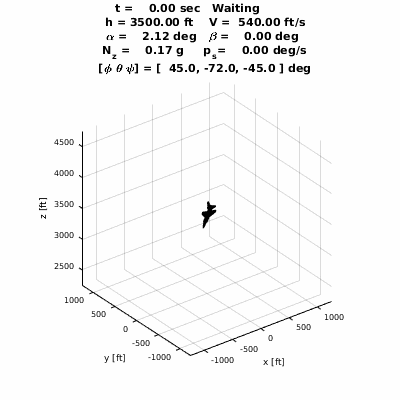 t = 0.00 sec Waiting
h = 3500.00 ft V = 540.00 ft/s
α = 2.12 deg β = 0.00 deg
N_z = 0.17 g p_s = 0.00 deg/s
[ϕ θ ψ] = [ 45.0, -72.0, -45.0 ] deg
4500
4000
3500
3000
2500
z [ft]
1000
500
0
-500
-1000
y [ft]
-1000
-500
0
500
1000
x [ft]